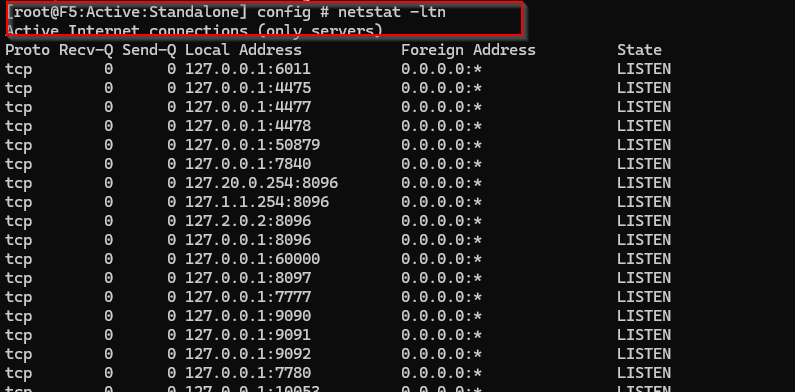 [root@F5:Active:Standalone] config # netstat -ltn
Active Internet connections (only servers)
Proto Recv-Q Send-Q Local Address           Foreign Address         State
tcp        0      0 127.0.0.1:6011          0.0.0.0:*               LISTEN
tcp        0      0 127.0.0.1:4475          0.0.0.0:*               LISTEN
tcp        0      0 127.0.0.1:4477          0.0.0.0:*               LISTEN
tcp        0      0 127.0.0.1:4478          0.0.0.0:*               LISTEN
tcp        0      0 127.0.0.1:50879         0.0.0.0:*               LISTEN
tcp        0      0 127.0.0.1:7840          0.0.0.0:*               LISTEN
tcp        0      0 127.20.0.254:8096       0.0.0.0:*               LISTEN
tcp        0      0 127.1.1.254:8096        0.0.0.0:*               LISTEN
tcp        0      0 127.2.0.2:8096          0.0.0.0:*               LISTEN
tcp        0      0 127.0.0.1:8096          0.0.0.0:*               LISTEN
tcp        0      0 127.0.0.1:60000         0.0.0.0:*               LISTEN
tcp        0      0 127.0.0.1:8097          0.0.0.0:*               LISTEN
tcp        0      0 127.0.0.1:7777          0.0.0.0:*               LISTEN
tcp        0      0 127.0.0.1:9090          0.0.0.0:*               LISTEN
tcp        0      0 127.0.0.1:9091          0.0.0.0:*               LISTEN
tcp        0      0 127.0.0.1:9092          0.0.0.0:*               LISTEN
tcp        0      0 127.0.0.1:7780          0.0.0.0:*               LISTEN
tcp        0      0 127.0.0.1:10053         0.0.0.0:*               LISTEN